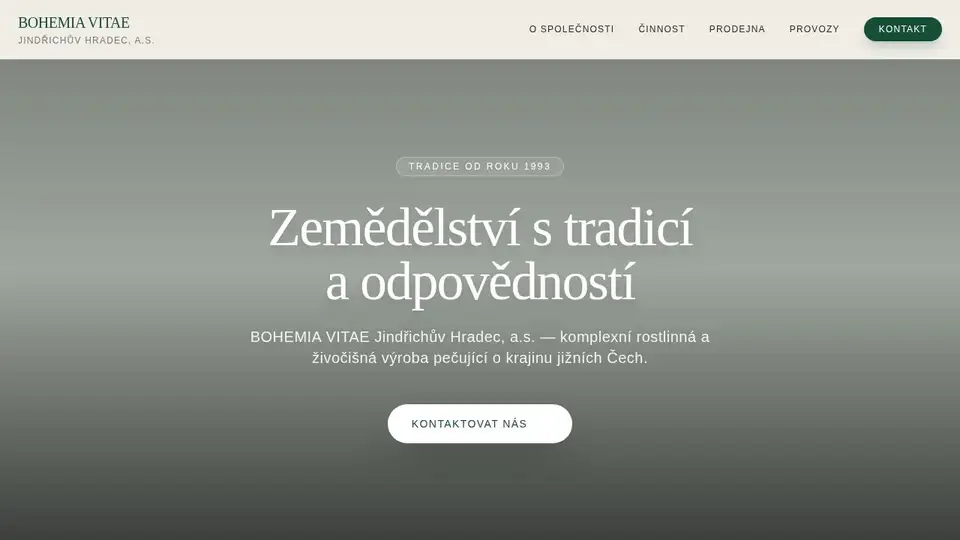 BOHEMIA VITAE
JINDŘICHŮV HRADEC, A.S.
O SPOLEČNOSTI
ČINNOST
PRODEJNA
PROVOZY
KONTAKT
TRADICE OD ROKU 1993
Zemědělství s tradicí
a odpovědností
BOHEMIA VITAE Jindřichův Hradec, a.s. — komplexní rostlinná a
živočišná výroba pečující o krajinu jižních Čech.
KONTAKTOVAT NÁS